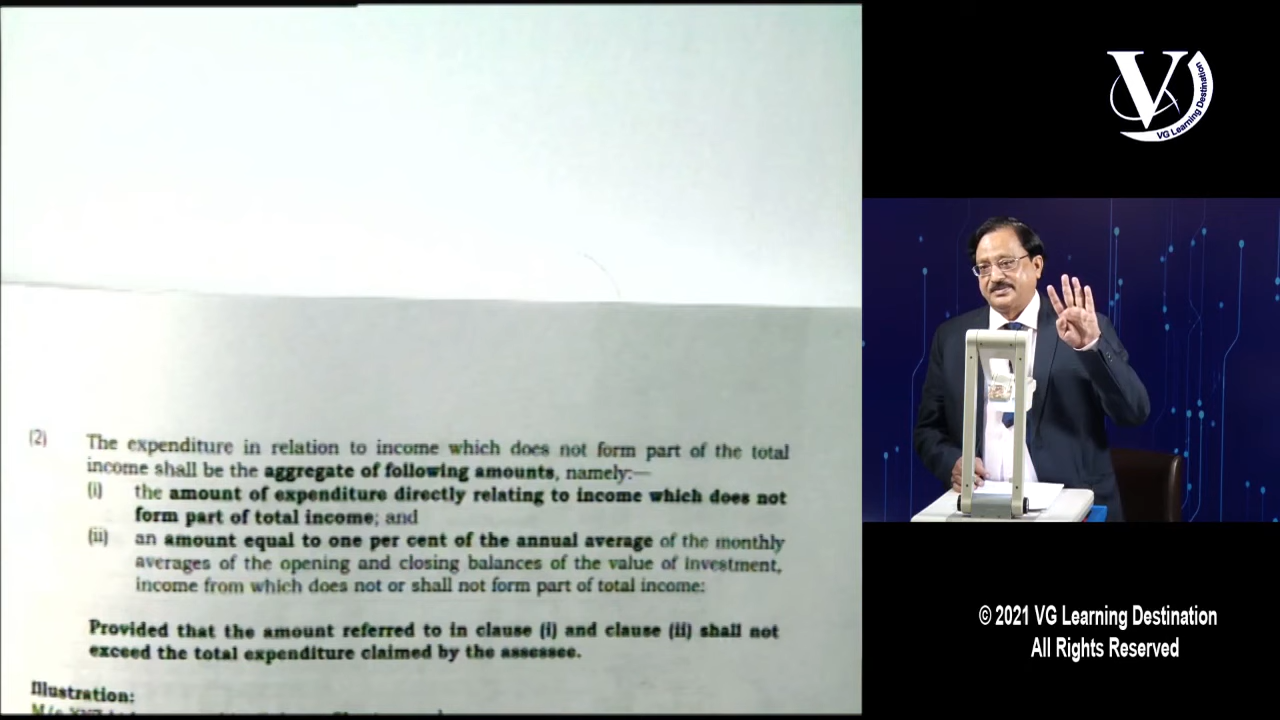 (2) The expenditure in relation to income which does not form part of the total
income shall be the aggregate of following amounts, namely:—
(i) the amount of expenditure directly relating to income which does not
form part of total income; and
(ii) an amount equal to one per cent of the annual average of the monthly
averages of the opening and closing balances of the value of investment,
income from which does not or shall not form part of total income:
Provided that the amount referred to in clause (i) and clause (ii) shall not
exceed the total expenditure claimed by the assessee.
Illustration:
V
VG Learning Destination
© 2021 VG Learning Destination
All Rights Reserved